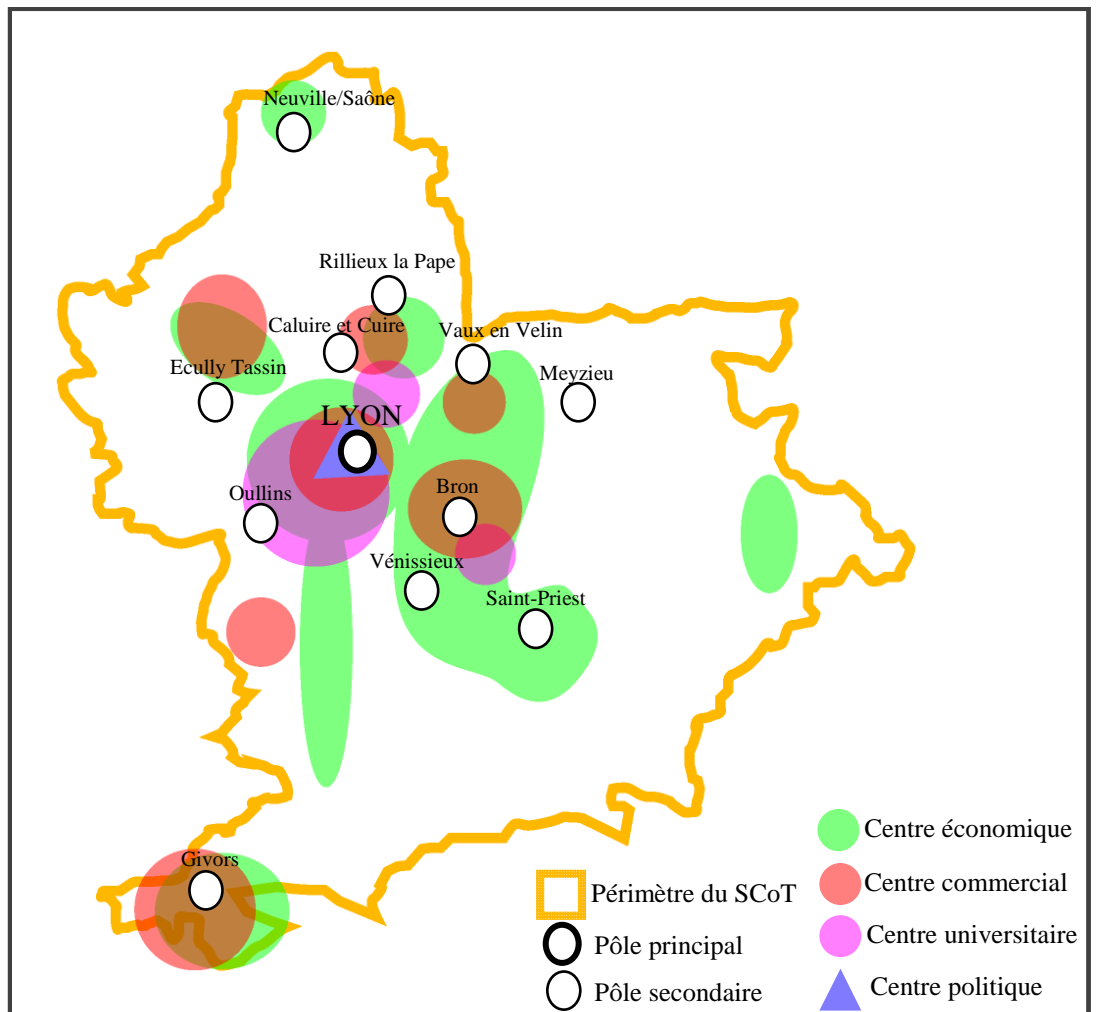 Neuville/Saône
Rillieux la Pape
Caluire et Cuire
Vaux en Velin
Ecully Tassin
Meyzieu
LYON
Oullins
Bron
Vénissieux
Saint-Priest
Givors
Périmètre du SCoT
Pôle principal
Pôle secondaire
Centre économique
Centre commercial
Centre universitaire
Centre politique